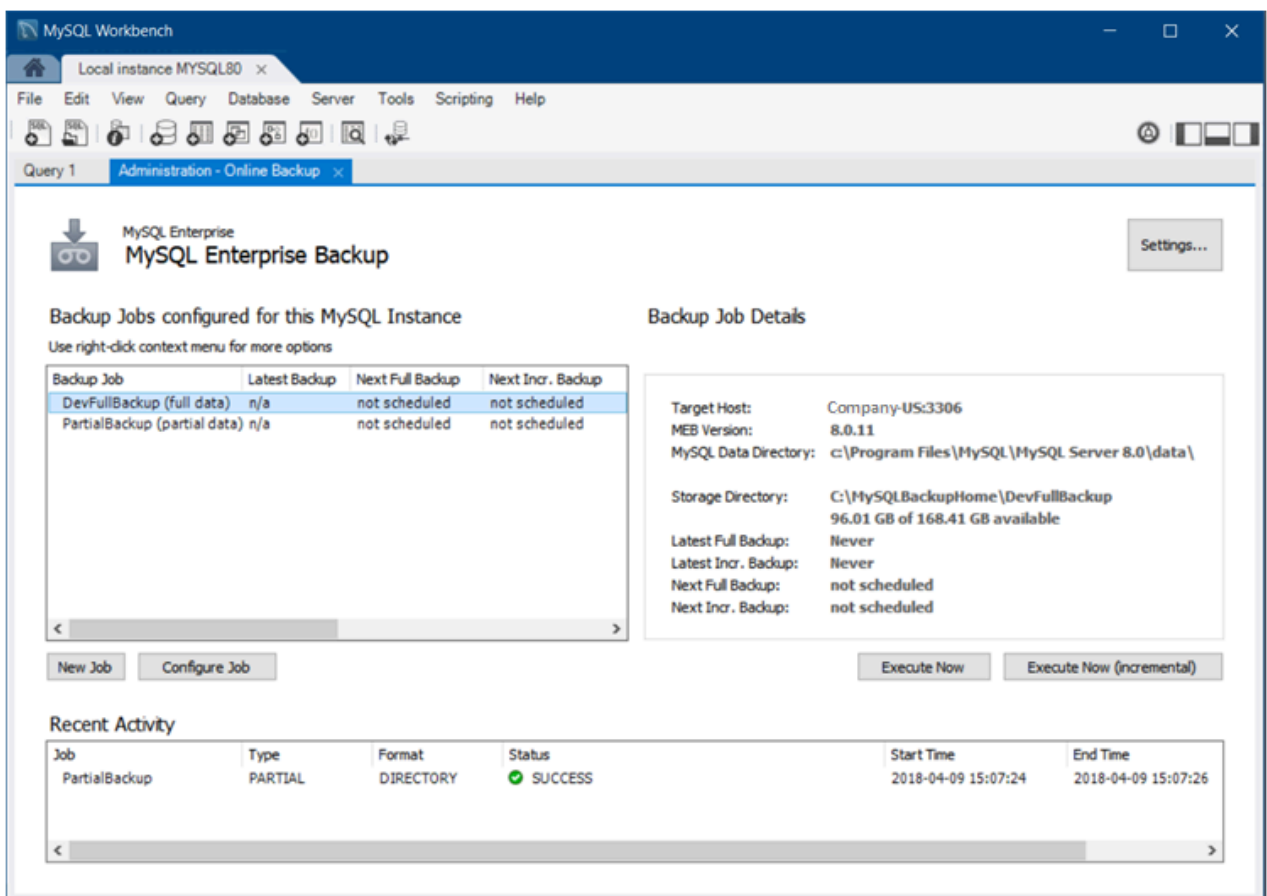 MySQL Workbench
Local instance MYSQL80
File Edit View Query Database Server Tools Scripting Help
Query 1 Administration - Online Backup
MySQL Enterprise
MySQL Enterprise Backup
Settings...
Backup Jobs configured for this MySQL Instance
Use right-click context menu for more options
Backup Job Latest Backup Next Full Backup Next Incr. Backup
DevFullBackup (full data) n/a not scheduled not scheduled
PartialBackup (partial data) n/a not scheduled not scheduled
New Job Configure Job
Backup Job Details
Target Host: Company-US:3306
MEB Version: 8.0.11
MySQL Data Directory: c:\Program Files\MySQL\MySQL Server 8.0\data\
Storage Directory: C:\MySQLBackupHome\DevFullBackup
96.01 GB of 168.41 GB available
Latest Full Backup: Never
Latest Incr. Backup: Never
Next Full Backup: not scheduled
Next Incr. Backup: not scheduled
Execute Now Execute Now (incremental)
Recent Activity
Job Type Format Status Start Time End Time
PartialBackup PARTIAL DIRECTORY SUCCESS 2018-04-09 15:07:24 2018-04-09 15:07:26